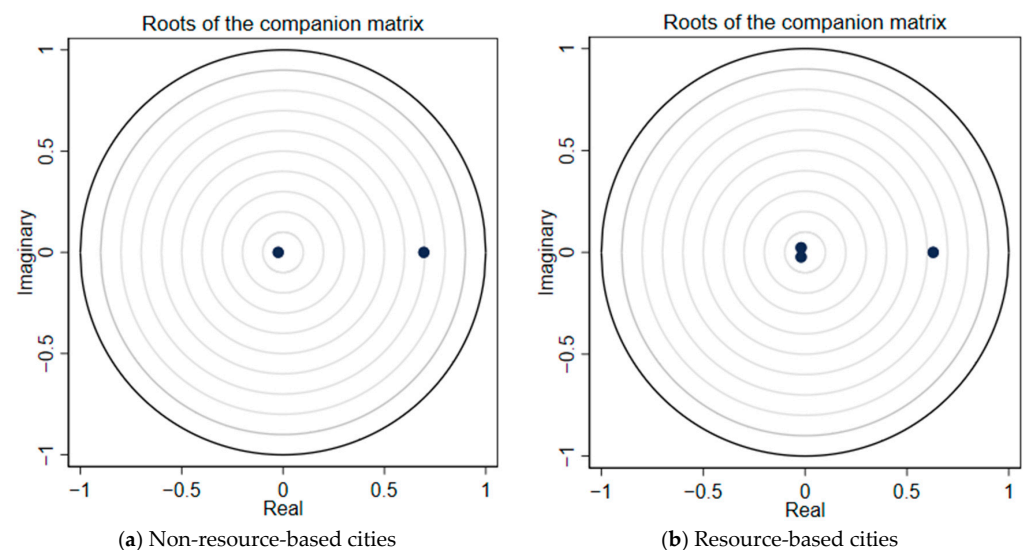 Roots of the companion matrix
1
0.5
0
−0.5
−1
Imaginary
−1 −0.5 0 0.5 1
Real
(a) Non-resource-based cities
Roots of the companion matrix
1
0.5
0
−0.5
−1
Imaginary
−1 −0.5 0 0.5 1
Real
(b) Resource-based cities